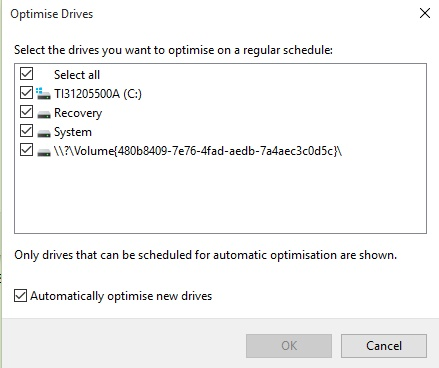 Optimise Drives
Select the drives you want to optimise on a regular schedule:
Select all
TI31205500A (C:)
Recovery
System
\\?\Volume{480b8409-7e76-4fad-aedb-7a4aec3c0d5c}\
Only drives that can be scheduled for automatic optimisation are shown.
Automatically optimise new drives
OK Cancel